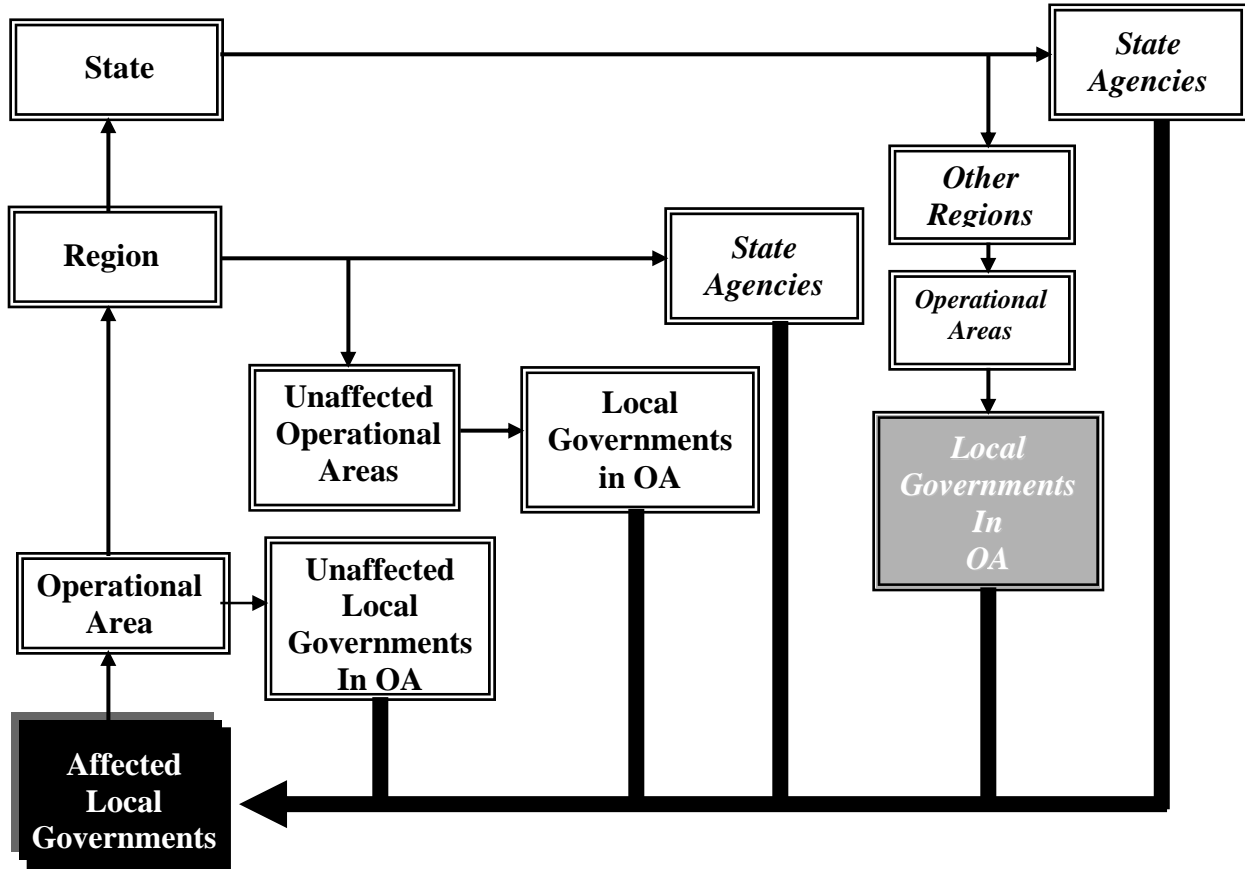 State
State
Agencies
Other
Regions
Region
State
Agencies
Operational
Areas
Unaffected
Operational
Areas
Local
Governments
in OA
Local
Governments
In
OA
Operational
Area
Unaffected
Local
Governments
In OA
Affected
Local
Governments